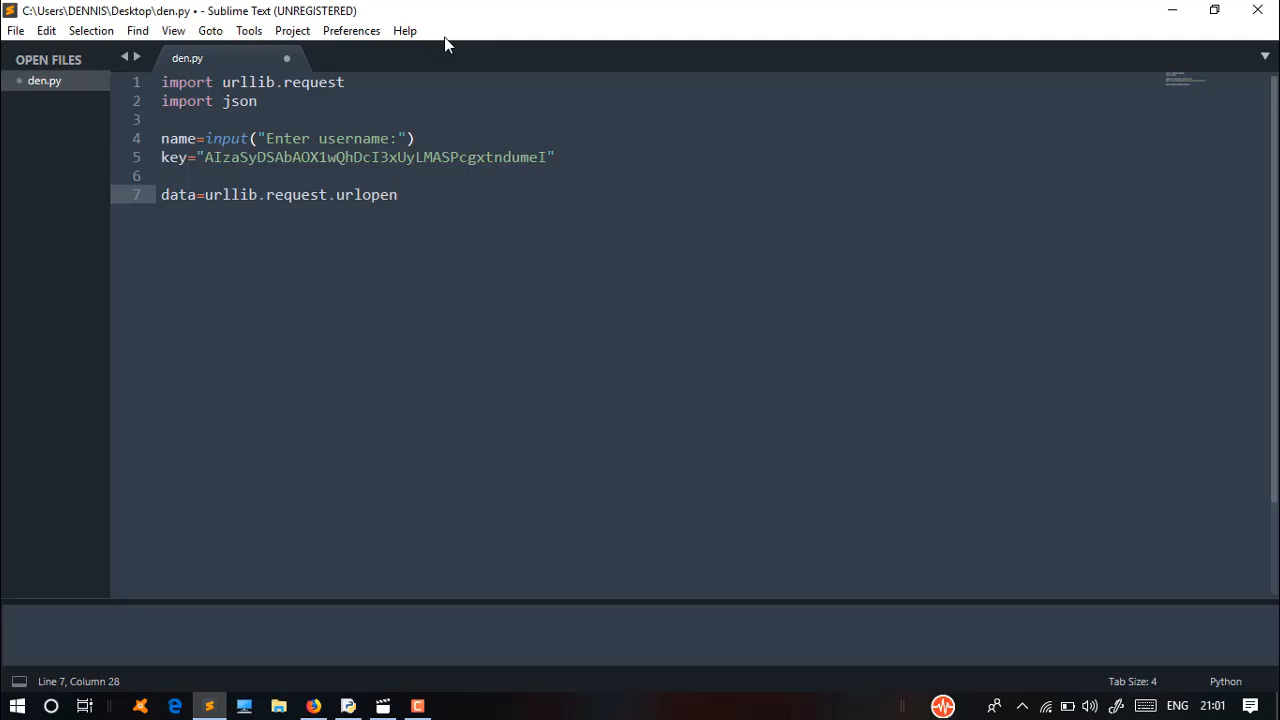 C:\Users\DENNIS\Desktop\den.py • - Sublime Text (UNREGISTERED)
File Edit Selection Find View Goto Tools Project Preferences Help
OPEN FILES
den.py
den.py
1 import urllib.request
2 import json
3
4 name=input("Enter username:")
5 key="AIzaSyDSAbAOX1wQhDcI3xUyLMASPcgxtndumeI"
6
7 data=urllib.request.urlopen
Line 7, Column 28
Tab Size: 4
Python
ENG
21:01